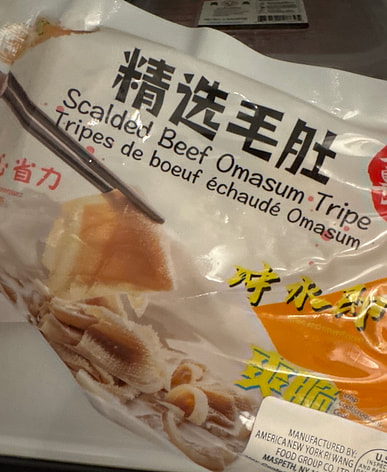 精选毛肚
Scalded Beef Omasum Tripe
Tripes de boeuf échaudé Omasum
省力
爽脆
MANUFACTURED BY:
AMERICA NEW YORK RI WANG
FOOD GROUP CO. LTD
MASPETH, NY
U.S.